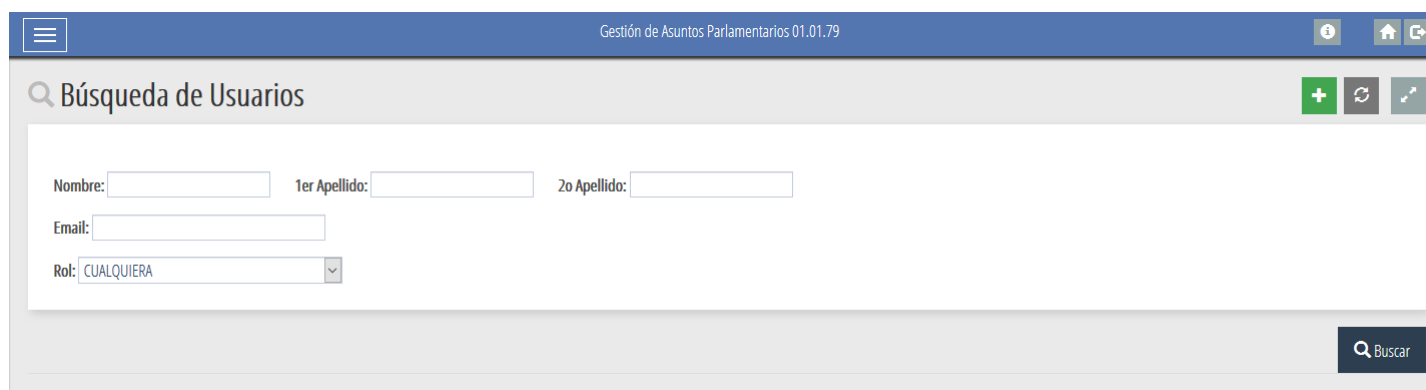 Gestión de Asuntos Parlamentarios 01.01.79
Búsqueda de Usuarios
Nombre: 1er Apellido: 2o Apellido:
Email:
Rol: CUALQUIERA
Buscar